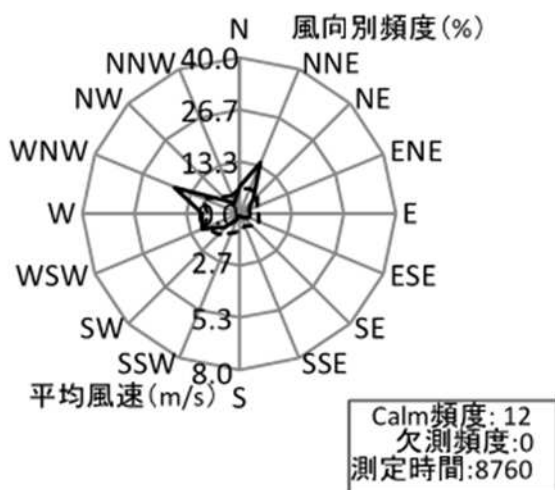 N 風向別頻度(%)
NNW 40.0 NNE
NW 26.7 NE
WNW 13.3 ENE
W 0.0 E
WSW 2.7 ESE
SW 5.3 SE
SSW 8.0 SSE
平均風速(m/s) S
Calm頻度: 12
欠測頻度:0
測定時間:8760